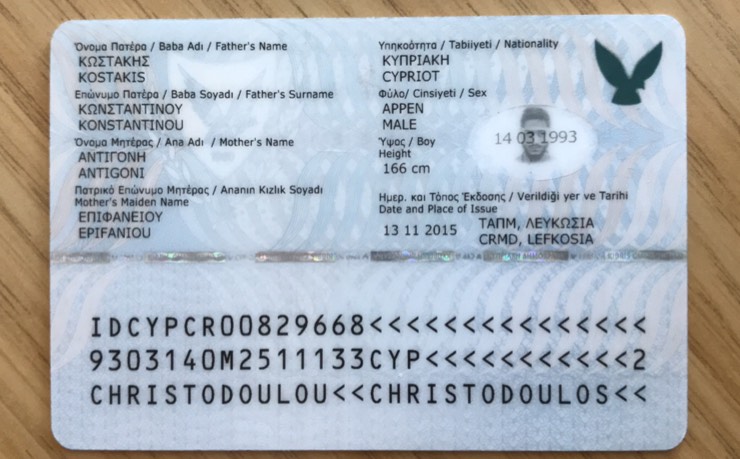 Όνομα Πατέρα / Baba Adı / Father's Name
ΚΩΣΤΑΚΗΣ
KOSTAKIS
Επώνυμο Πατέρα / Baba Soyadı / Father's Surname
ΚΩΝΣΤΑΝΤΙΝΟΥ
KONSTANTINOU
Όνομα Μητέρας / Ana Adı / Mother's Name
ΑΝΤΙΓΟΝΗ
ANTIGONI
Πατρικό Επώνυμο Μητέρας / Ananın Kızlık Soyadı
Mother's Maiden Name
ΕΠΙΦΑΝΕΙΟΥ
EPIFANIOU
Υπηκοότητα / Tabiiyeti / Nationality
ΚΥΠΡΙΑΚΗ
CYPRIOT
Φύλο/ Cinsiyeti / Sex
ΑΡΡΕΝ
MALE
Ύψος / Boy
Height
166 cm
14 03 1993
Ημερ. και Τόπος Έκδοσης / Verildiği yer ve Tarihi
Date and Place of Issue
13 11 2015
ΤΑΠΜ, ΛΕΥΚΩΣΙΑ
CRMD, LEFKOSIA
IDCYPCR00829668<<<<<<<<<<<<<<<
9303140M2511133CYP<<<<<<<<<<<2
CHRISTODOULOU<<CHRISTODOULOS<<